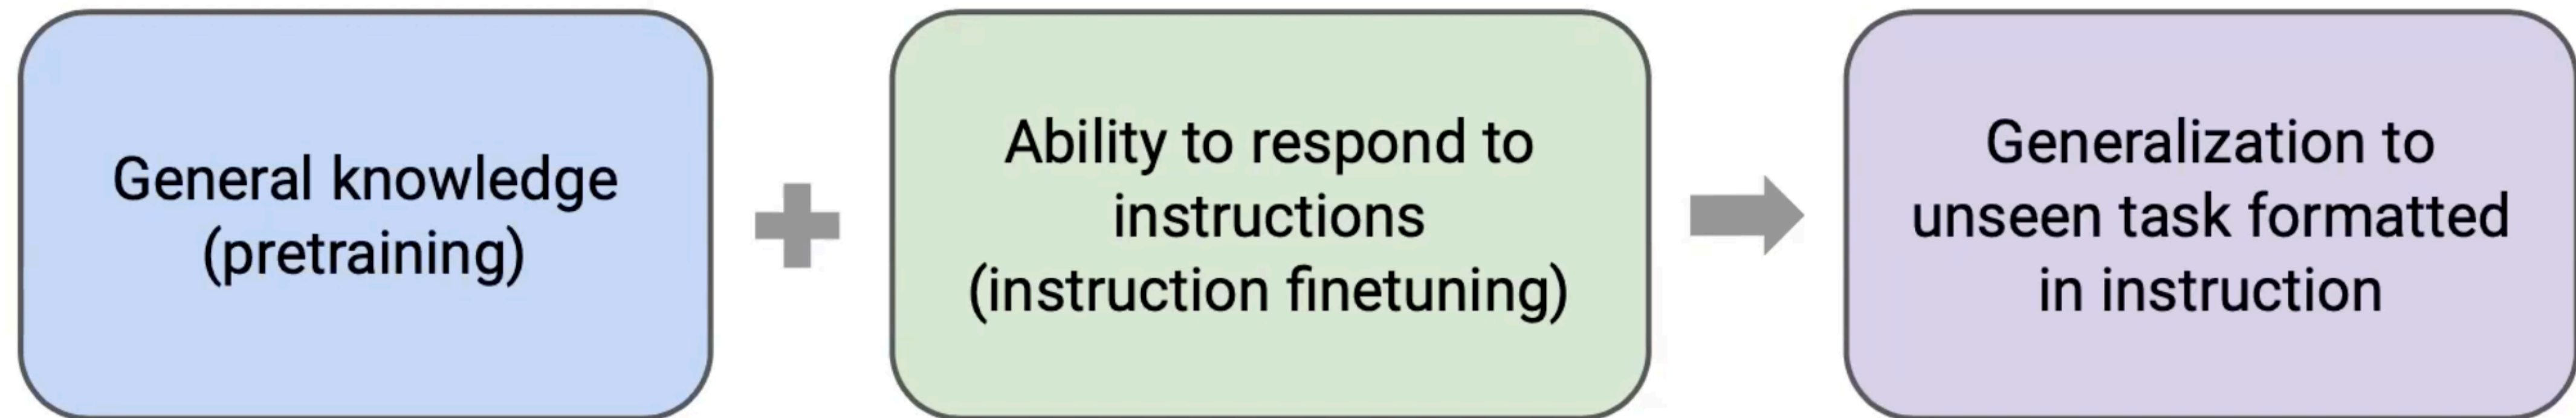 General knowledge
(pretraining)
Ability to respond to
instructions
(instruction finetuning)
Generalization to
unseen task formatted
in instruction